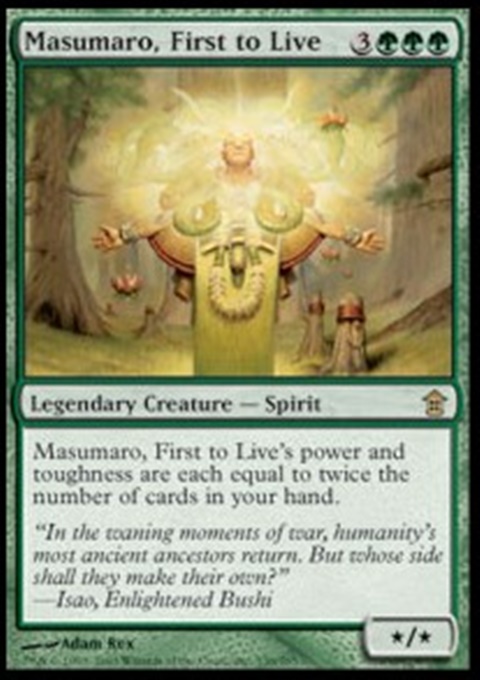 Masumaro, First to Live 3
Legendary Creature — Spirit
Masumaro, First to Live's power and
toughness are each equal to twice the
number of cards in your hand.
"In the waning moments of war, humanity's
most ancient ancestors return. But whose side
shall they make their own?"
—Isao, Enlightened Bushi
*/*
Adam Rex